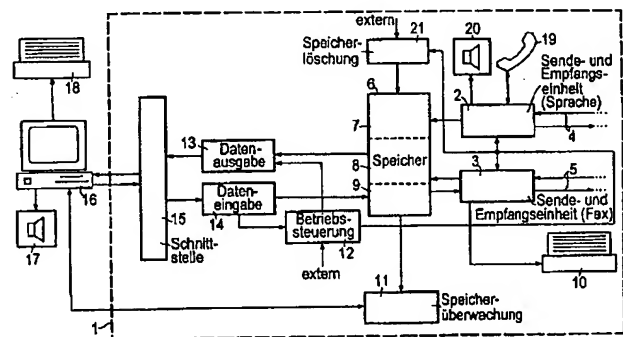 extern
21
20
19
Speicher-
löschung
Sende- und
Empfangs-
einheit
(Sprache)
18
6
2
4
7
13
Daten-
ausgabe
Speicher
8
3
5
16
9
Daten-
eingabe
14
15
Betriebs-
steuerung
12
Sende- und
Empfangseinheit (Fax)
17
Schnitt-
stelle
extern
10
11
Speicher-
überwachung
1